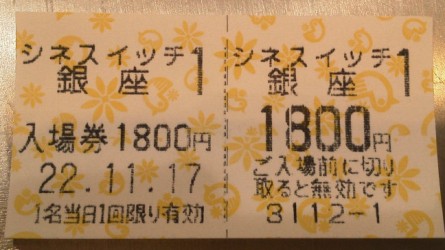 シネスイッチ 1
銀座
入場券 1800円
22.11.17
1名当日1回限り有効
シネスイッチ 1
銀座
1800円
ご入場前に切り
取ると無効です
3112-1